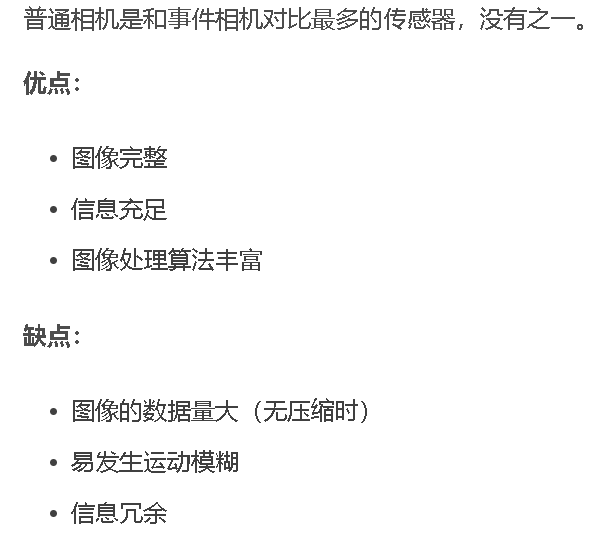 普通相机是和事件相机对比最多的传感器，没有之一。
优点：
• 图像完整
• 信息充足
• 图像处理算法丰富
缺点：
• 图像的数据量大（无压缩时）
• 易发生运动模糊
• 信息冗余